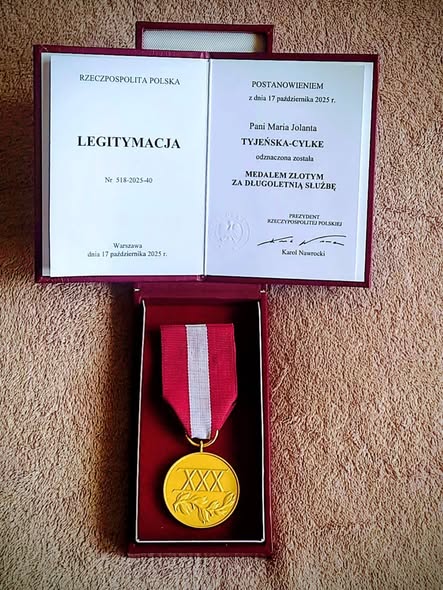 RZECZPOSPOLITA POLSKA
LEGITYMACJA
Nr 518-2025-40
Warszawa
dnia 17 października 2025 r.
POSTANOWIENIEM
z dnia 17 października 2025 r.
Pani Maria Jolanta
TYJEŃSKA-CYLKE
odznaczona została
MEDALEM ZŁOTYM
ZA DŁUGOLETNIĄ SŁUŻBĘ
PREZYDENT
RZECZYPOSPOLITEJ POLSKIEJ
Karol Nawrocki
XXX